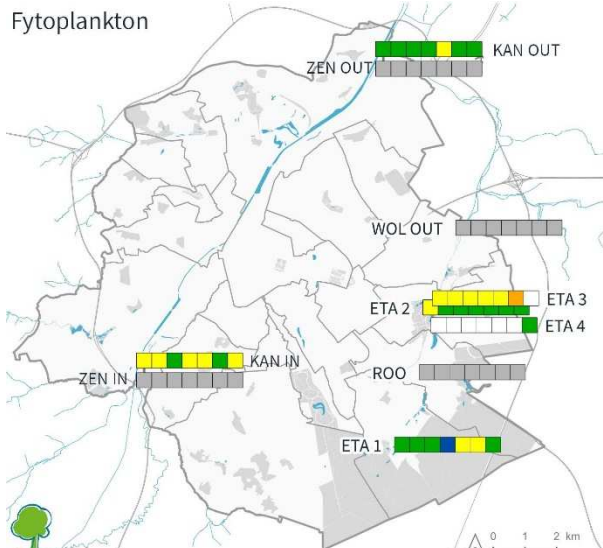 Fytoplankton
KAN OUT
ZEN OUT
WOL OUT
ETA 3
ETA 2
ETA 4
KAN IN
ZEN IN
ROO
ETA 1
0 1 2 km